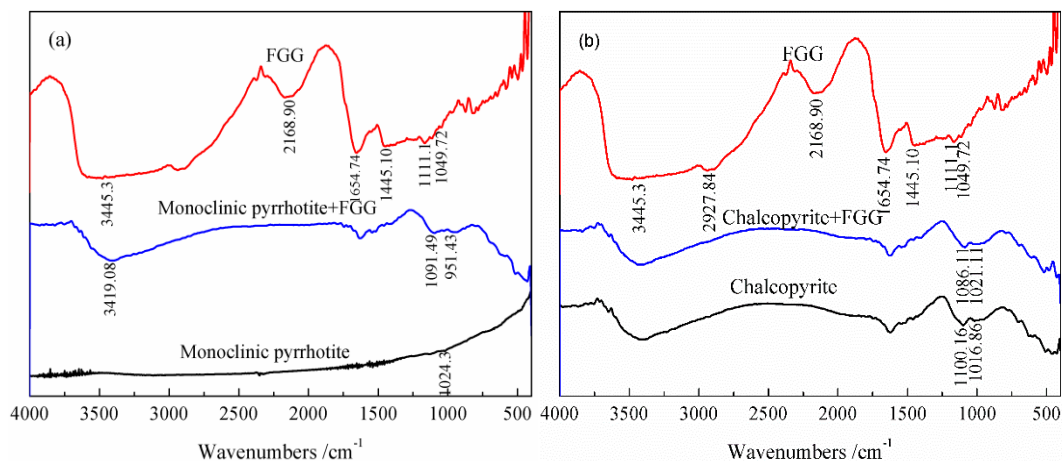 (a)
FGG
2168.90
1654.74
1445.10
1111.1
1049.72
3445.3
Monoclinic pyrrhotite+FGG
3419.08
1091.49
951.43
Monoclinic pyrrhotite
1024.3
4000 3500 3000 2500 2000 1500 1000 500
Wavenumbers /cm-1
(b)
FGG
2168.90
1654.74
1445.10
1111.1
1049.72
3445.3
2927.84
Chalcopyrite+FGG
1086.11
1021.11
Chalcopyrite
1100.16
1016.86
4000 3500 3000 2500 2000 1500 1000 500
Wavenumbers /cm-1